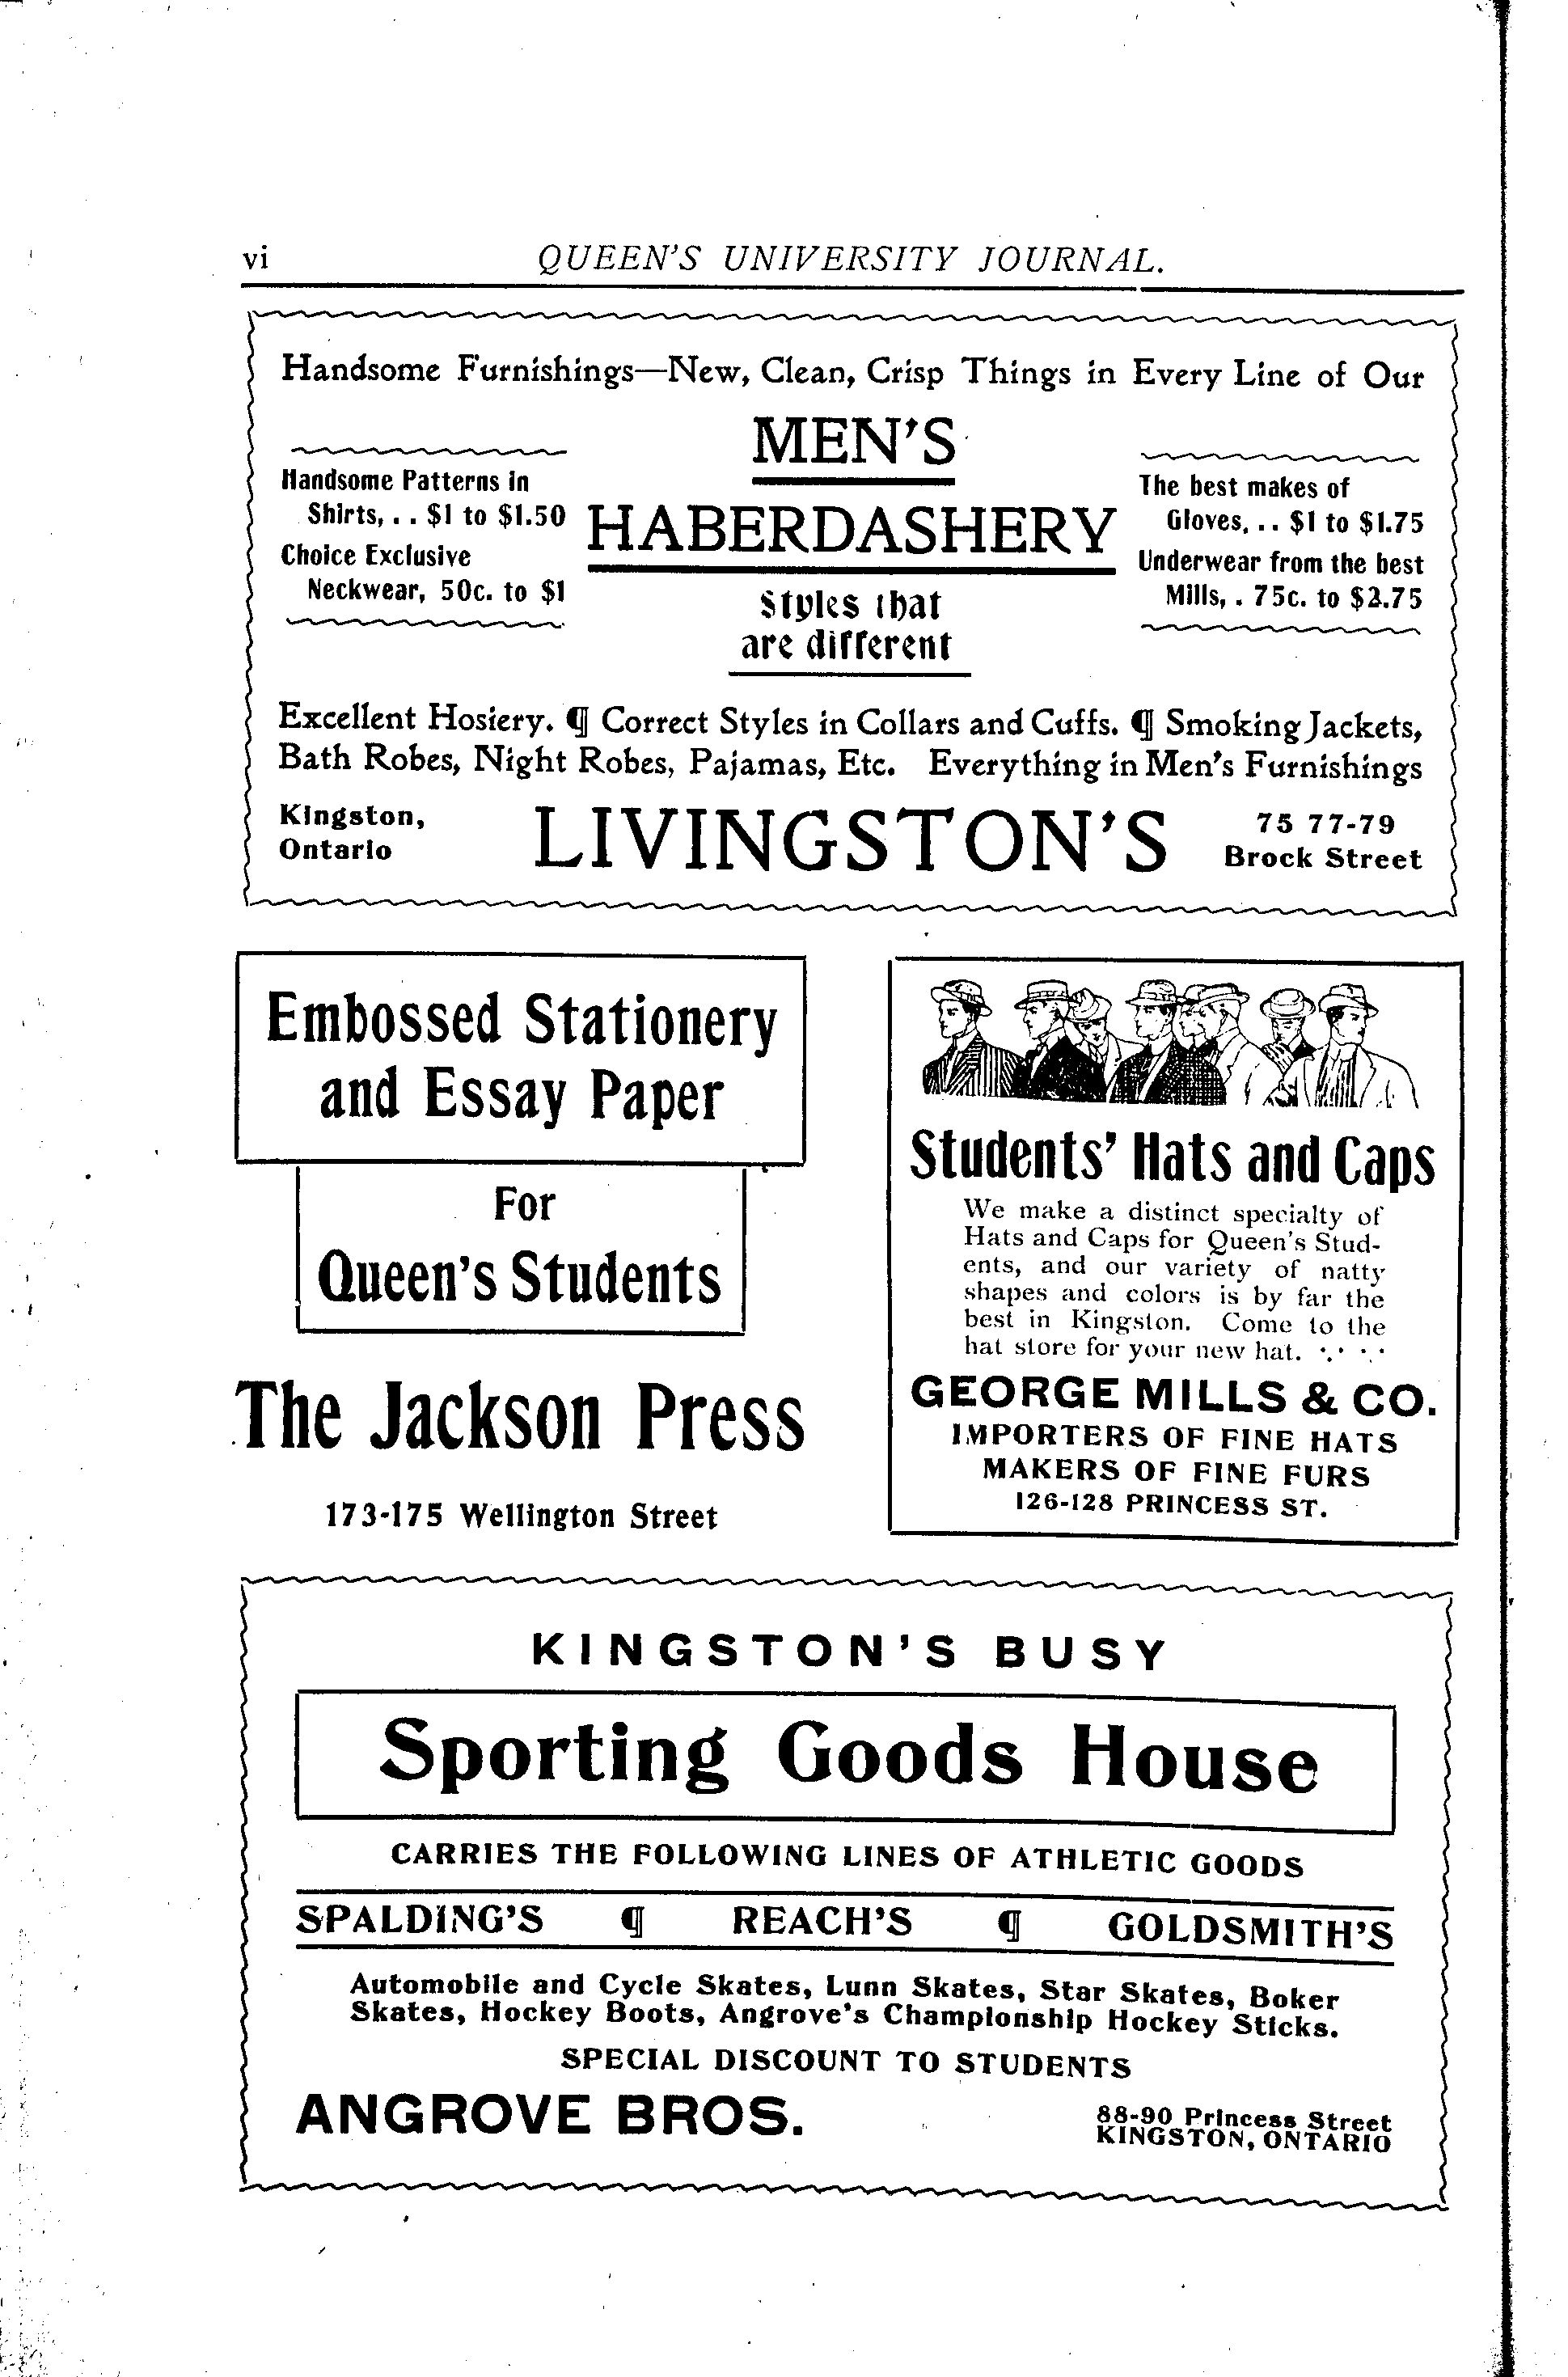 vi QUEEN'S UNIVERSITY JOURNAL.
Handsome Furnishings—New, Clean, Crisp Things in Every Line of Our
MEN'S
HABERDASHERY
Styles that
are different
Handsome Patterns in
Shirts, . . $1 to $1.50
Choice Exclusive
Neckwear, 50c. to $1
The best makes of
Gloves, . . $1 to $1.75
Underwear from the best
Mills, . 75c. to $2.75
Excellent Hosiery. ¶ Correct Styles in Collars and Cuffs. ¶ Smoking Jackets,
Bath Robes, Night Robes, Pajamas, Etc. Everything in Men's Furnishings
Kingston,
Ontario
LIVINGSTON'S
75 77-79
Brock Street
Embossed Stationery
and Essay Paper
For
Queen's Students
The Jackson Press
173-175 Wellington Street
Students' Hats and Caps
We make a distinct specialty of
Hats and Caps for Queen's Stud-
ents, and our variety of natty
shapes and colors is by far the
best in Kingston. Come to the
hat store for your new hat.
GEORGE MILLS & CO.
IMPORTERS OF FINE HATS
MAKERS OF FINE FURS
126-128 PRINCESS ST.
KINGSTON'S BUSY
Sporting Goods House
CARRIES THE FOLLOWING LINES OF ATHLETIC GOODS
SPALDING'S ¶ REACH'S ¶ GOLDSMITH'S
Automobile and Cycle Skates, Lunn Skates, Star Skates, Boker
Skates, Hockey Boots, Angrove's Championship Hockey Sticks.
SPECIAL DISCOUNT TO STUDENTS
ANGROVE BROS.
88-90 Princess Street
KINGSTON, ONTARIO